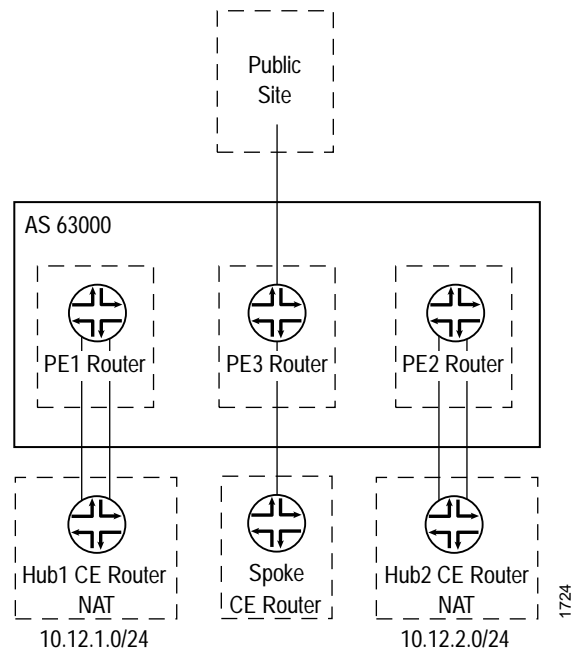 Public
Site
AS 63000
PE1 Router
PE3 Router
PE2 Router
Hub1 CE Router
NAT
Spoke
CE Router
Hub2 CE Router
NAT
10.12.1.0/24
10.12.2.0/24
1724